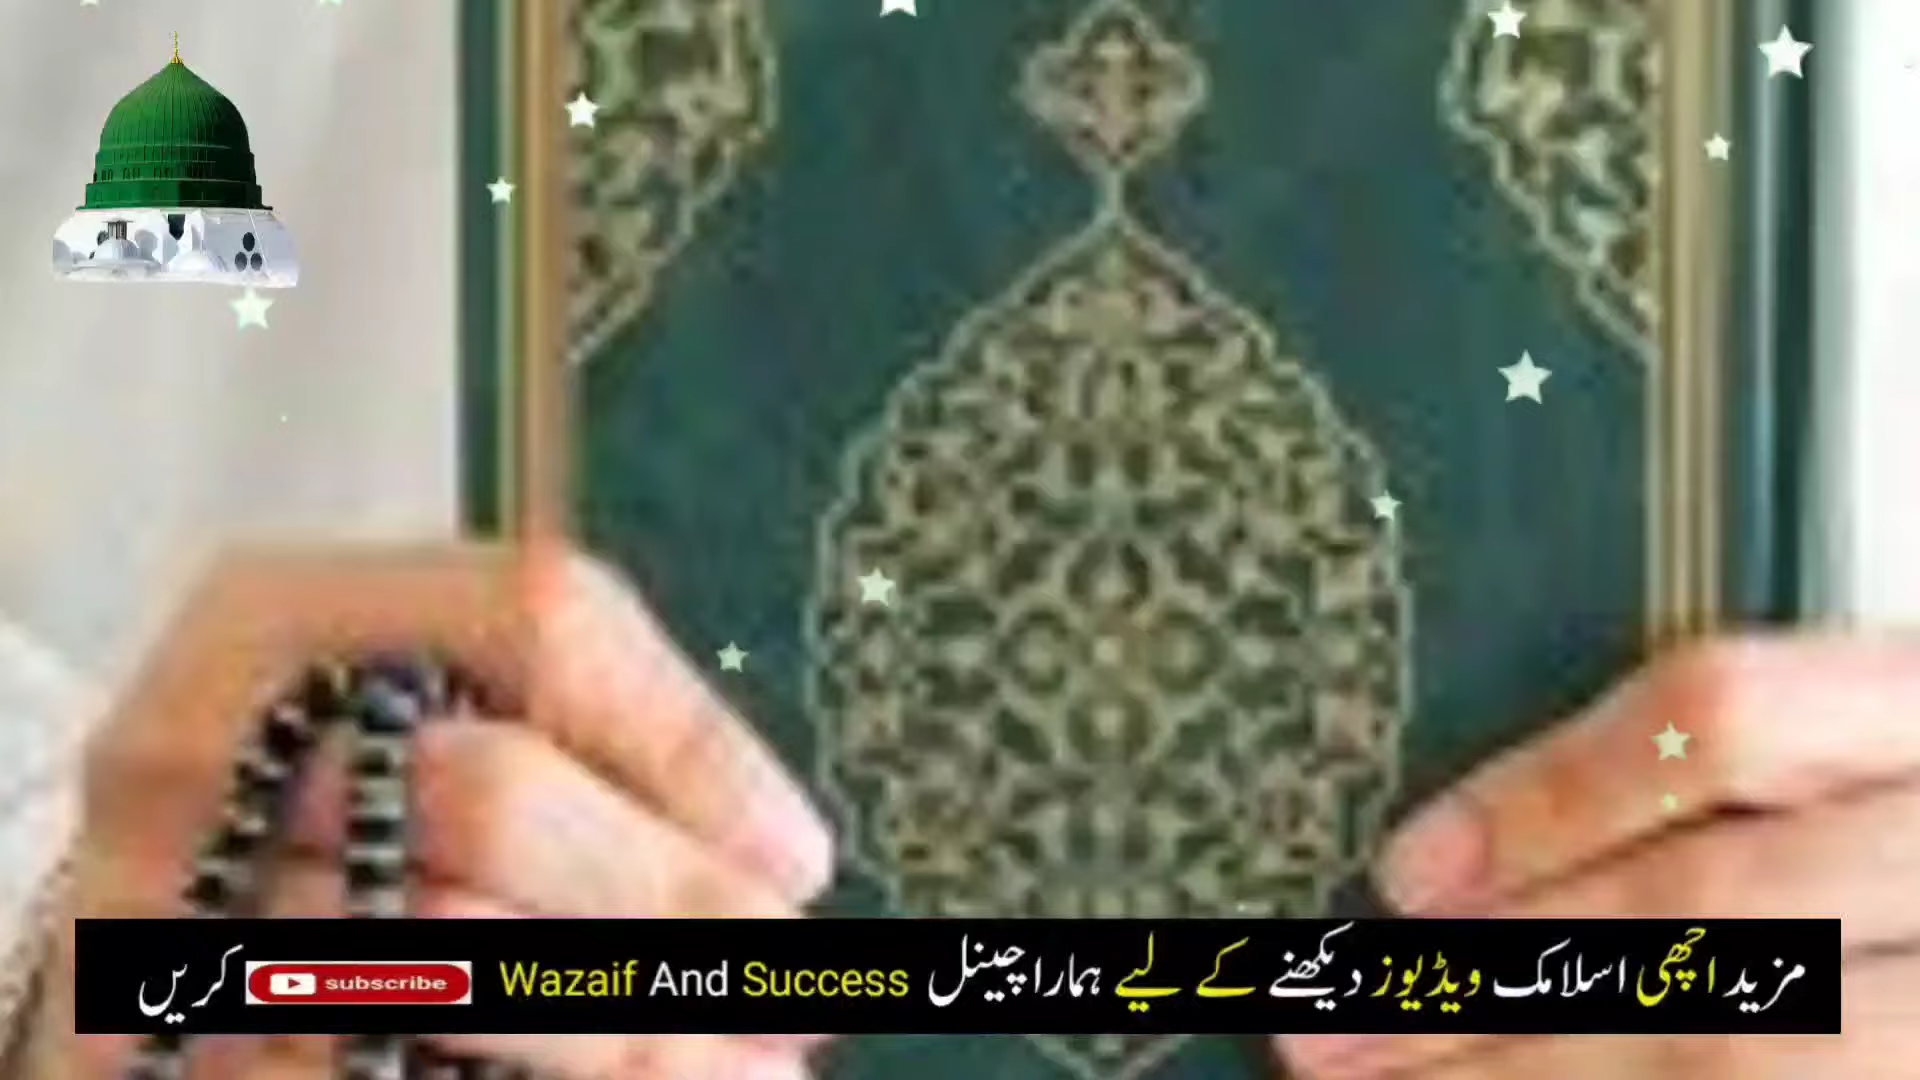 مزید اچھی اسلامک ویڈیوز دیکھنے کے لیے ہمارا چینل Wazaif And Success subscribe کریں